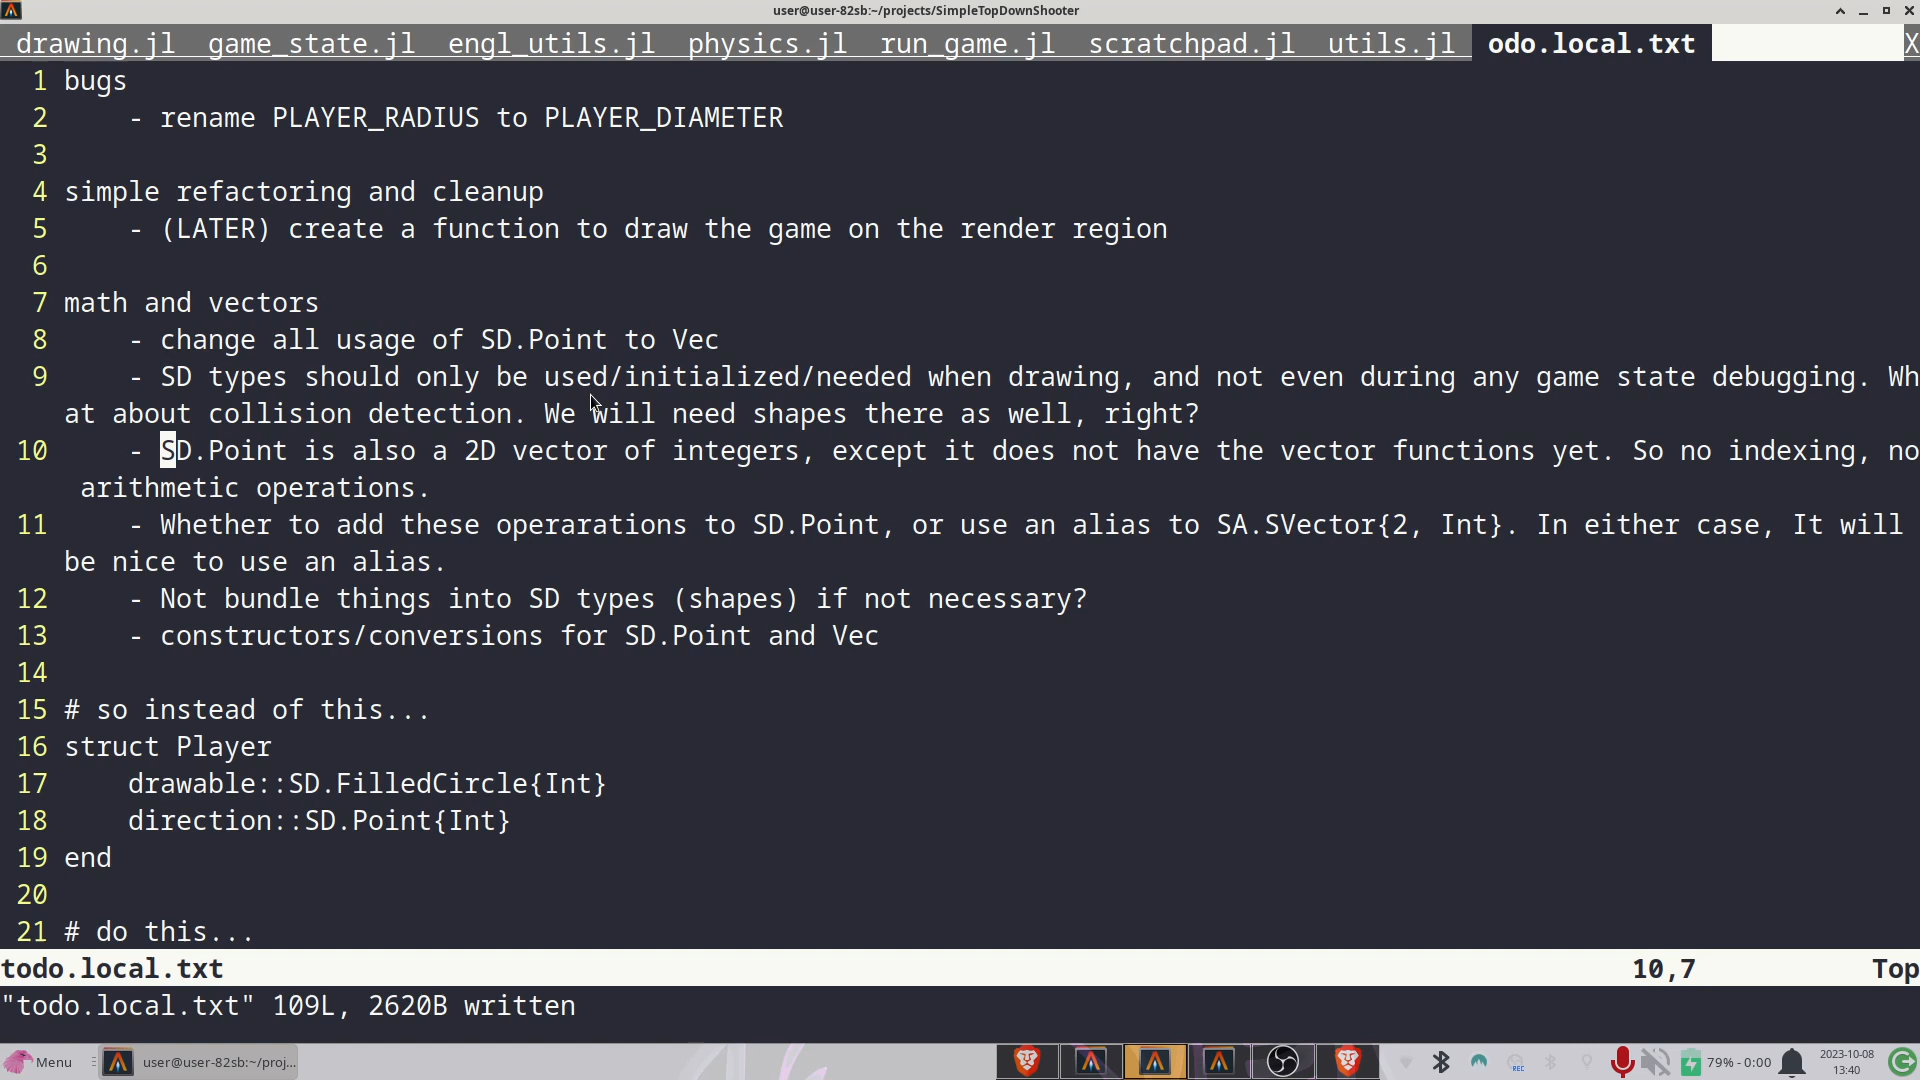 user@user-82sb:~/projects/SimpleTopDownShooter
drawing.jl game_state.jl engl_utils.jl physics.jl run_game.jl scratchpad.jl utils.jl odo.local.txt X
1 bugs
2     - rename PLAYER_RADIUS to PLAYER_DIAMETER
3
4 simple refactoring and cleanup
5     - (LATER) create a function to draw the game on the render region
6
7 math and vectors
8     - change all usage of SD.Point to Vec
9     - SD types should only be used/initialized/needed when drawing, and not even during any game state debugging. Wh
at about collision detection. We will need shapes there as well, right?
10     - SD.Point is also a 2D vector of integers, except it does not have the vector functions yet. So no indexing, no
 arithmetic operations.
11     - Whether to add these operarations to SD.Point, or use an alias to SA.SVector{2, Int}. In either case, It will
be nice to use an alias.
12     - Not bundle things into SD types (shapes) if not necessary?
13     - constructors/conversions for SD.Point and Vec
14
15 # so instead of this...
16 struct Player
17     drawable::SD.FilledCircle{Int}
18     direction::SD.Point{Int}
19 end
20
21 # do this...
todo.local.txt 10,7 Top
"todo.local.txt" 109L, 2620B written
Menu user@user-82sb:~/proj... REC 79% - 0:00 2023-10-08
13:40